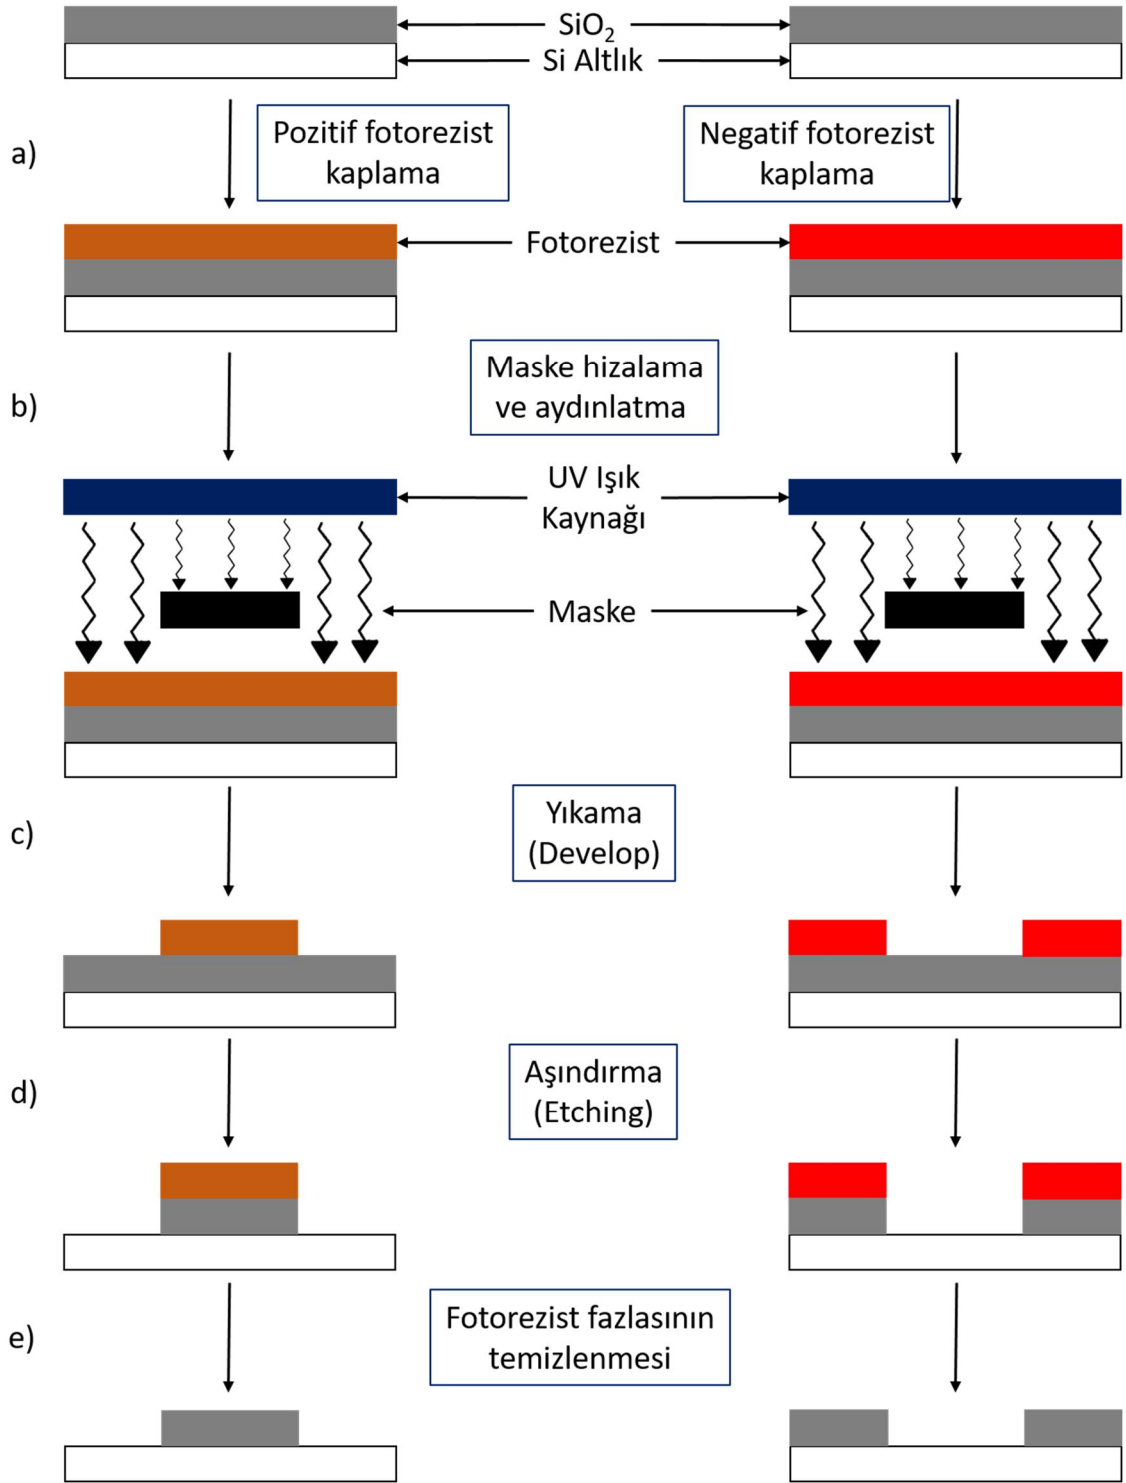 SiO₂
Si Altlık
a)
Pozitif fotorezist
kaplama
Negatif fotorezist
kaplama
Fotorezist
b)
Maske hizalama
ve aydınlatma
UV Işık
Kaynağı
Maske
c)
Yıkama
(Develop)
d)
Aşındırma
(Etching)
e)
Fotorezist fazlasının
temizlenmesi